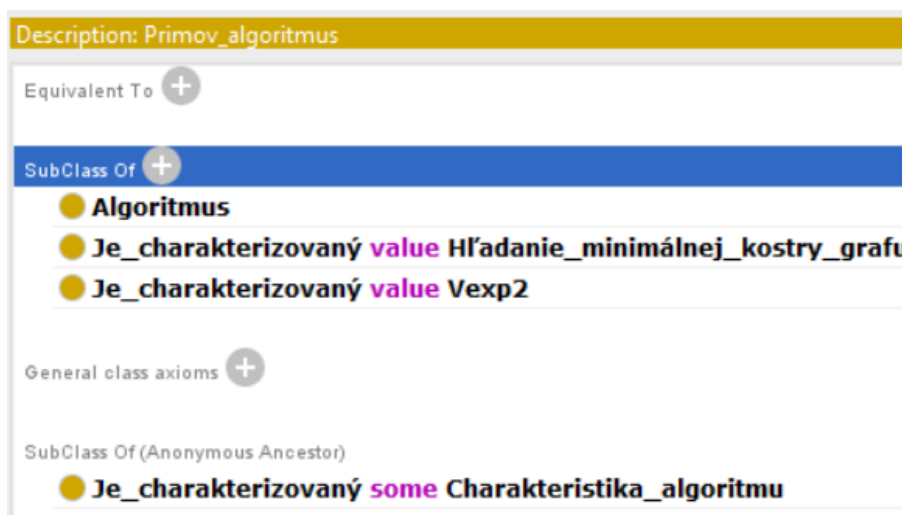 Description: Primov_algoritmus
Equivalent To
SubClass Of
Algoritmus
Je_charakterizovaný value Hľadanie_minimálnej_kostry_grafu
Je_charakterizovaný value Vexp2
General class axioms
SubClass Of (Anonymous Ancestor)
Je_charakterizovaný some Charakteristika_algoritmu